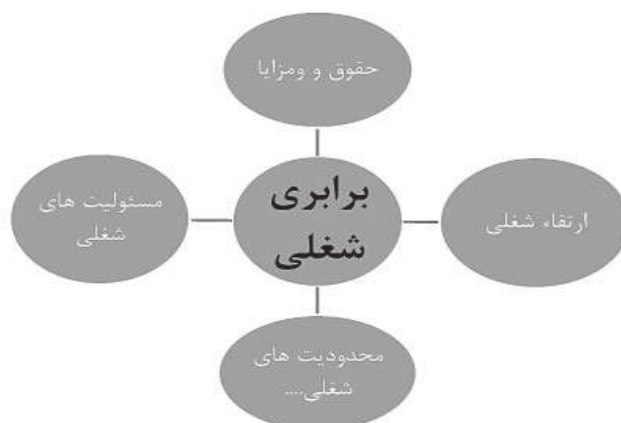 حقوق و ومزایا
برابری
شغلی
ارتقاء شغلی
مسئولیت های
شغلی
محدودیت های
شغلی....